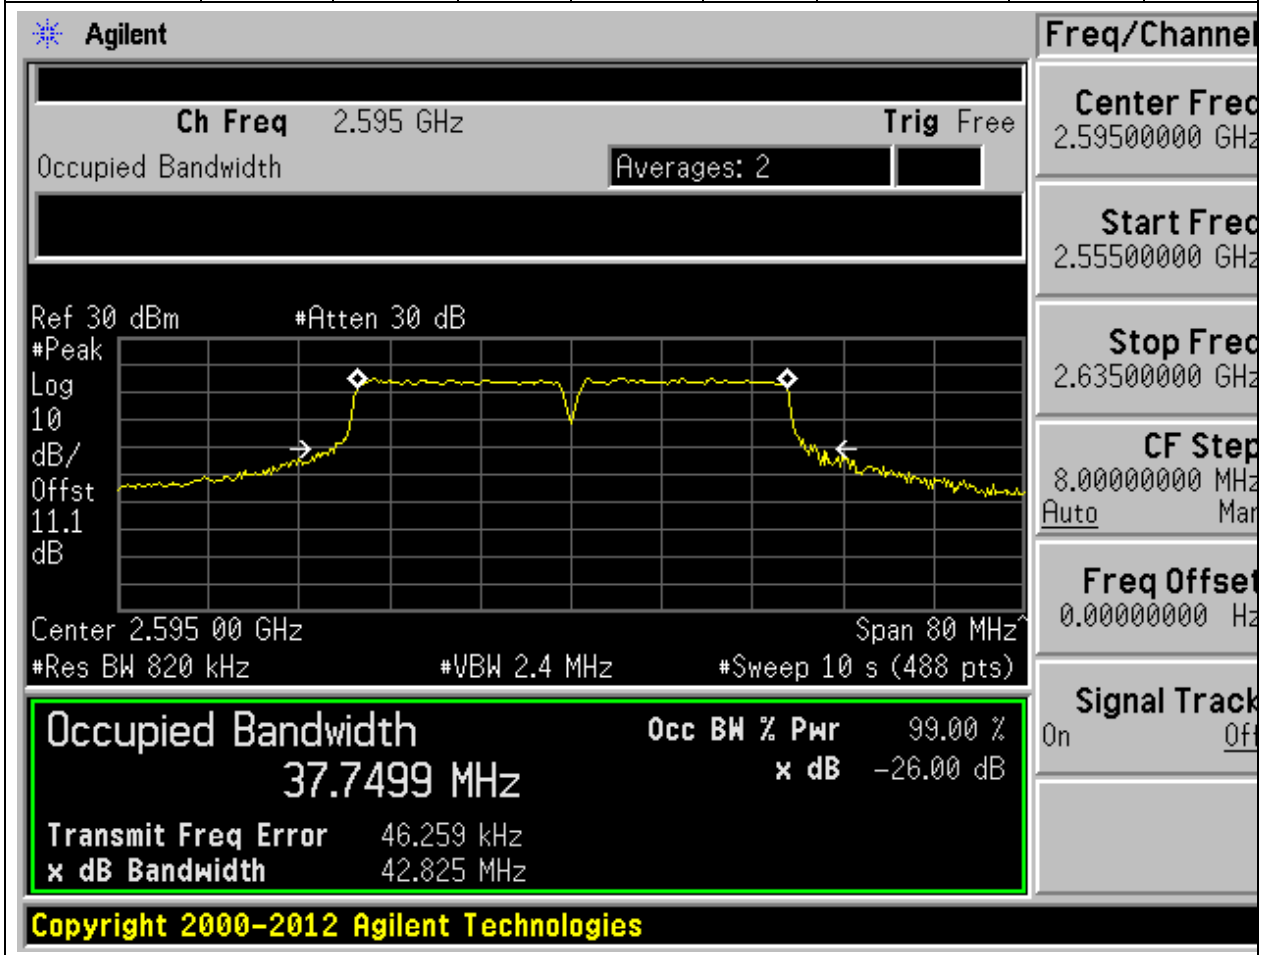 Agilent
Freq/Channel
Ch Freq 2.595 GHz Trig Free
Occupied Bandwidth Averages: 2
Center Freq
2.59500000 GHz
Start Freq
2.55500000 GHz
Stop Freq
2.63500000 GHz
CF Step
8.00000000 MHz
Auto Man
Freq Offset
0.00000000 Hz
Signal Track
On Off
Ref 30 dBm #Atten 30 dB
#Peak
Log
10
dB/
Offst
11.1
dB
Center 2.595 00 GHz Span 80 MHz^
#Res BW 820 kHz #VBW 2.4 MHz #Sweep 10 s (488 pts)
Occupied Bandwidth Occ BW % Pwr 99.00 %
37.7499 MHz x dB -26.00 dB
Transmit Freq Error 46.259 kHz
x dB Bandwidth 42.825 MHz
Copyright 2000-2012 Agilent Technologies